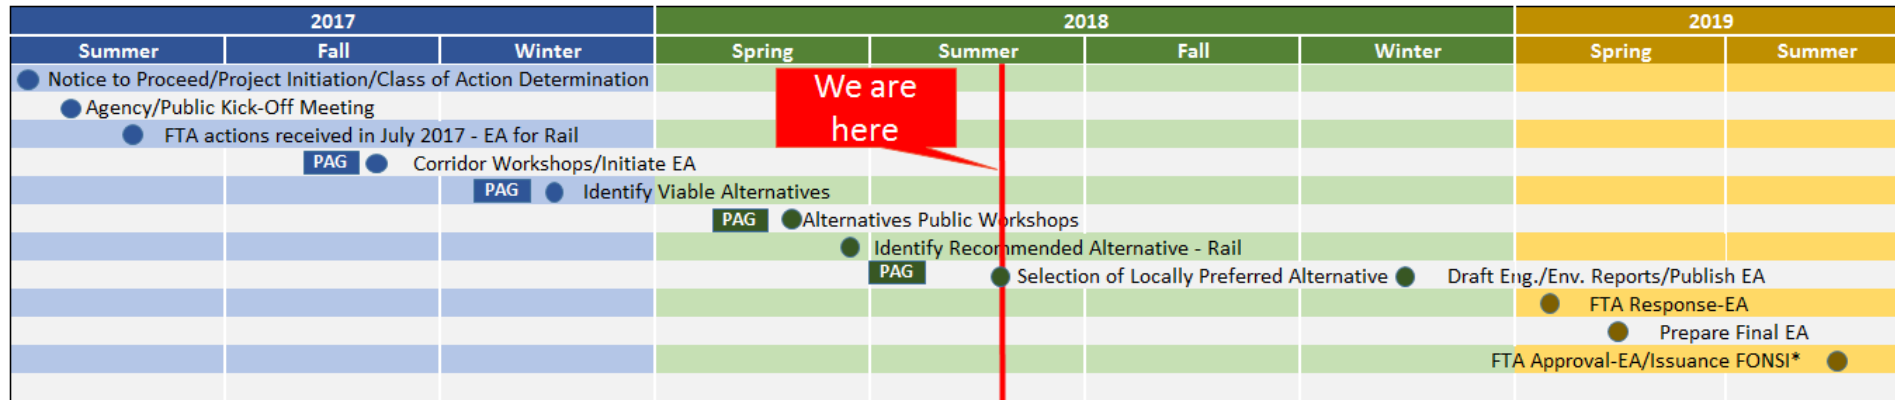 2017 2018 2019
Summer Fall Winter Spring Summer Fall Winter Spring Summer
Notice to Proceed/Project Initiation/Class of Action Determination
We are
here
Agency/Public Kick-Off Meeting
FTA actions received in July 2017 - EA for Rail
PAG Corridor Workshops/Initiate EA
PAG Identify Viable Alternatives
PAG Alternatives Public Workshops
Identify Recommended Alternative - Rail
PAG Selection of Locally Preferred Alternative Draft Eng./Env. Reports/Publish EA
FTA Response-EA
Prepare Final EA
FTA Approval-EA/Issuance FONSI*